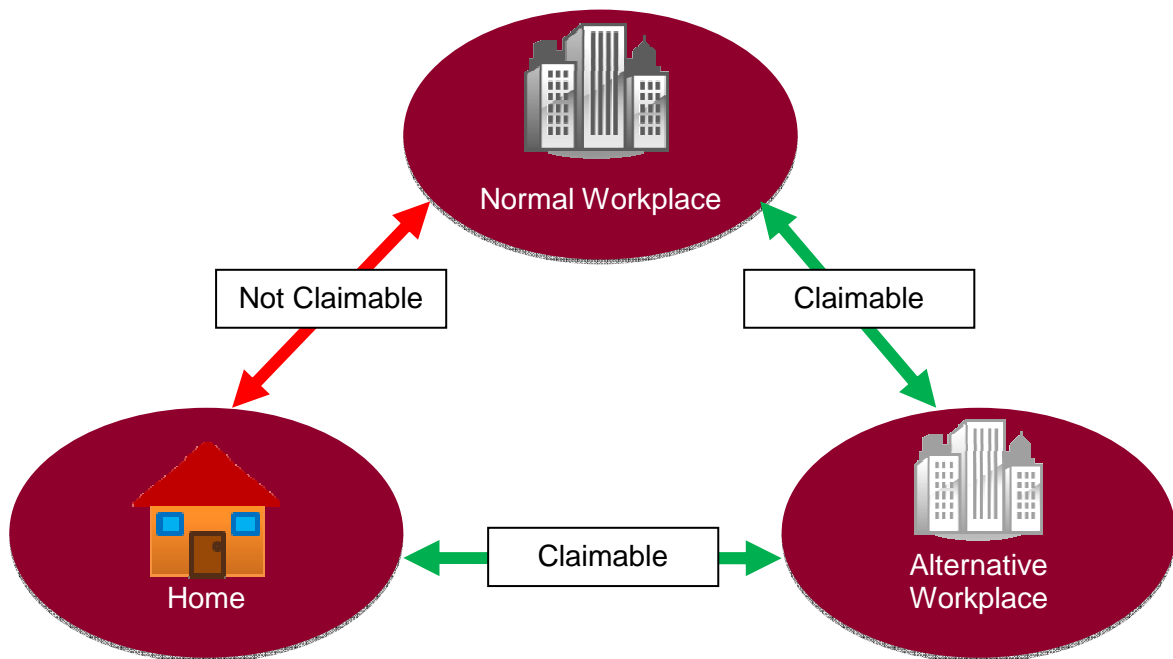 Normal Workplace
Not Claimable
Claimable
Home
Claimable
Alternative
Workplace